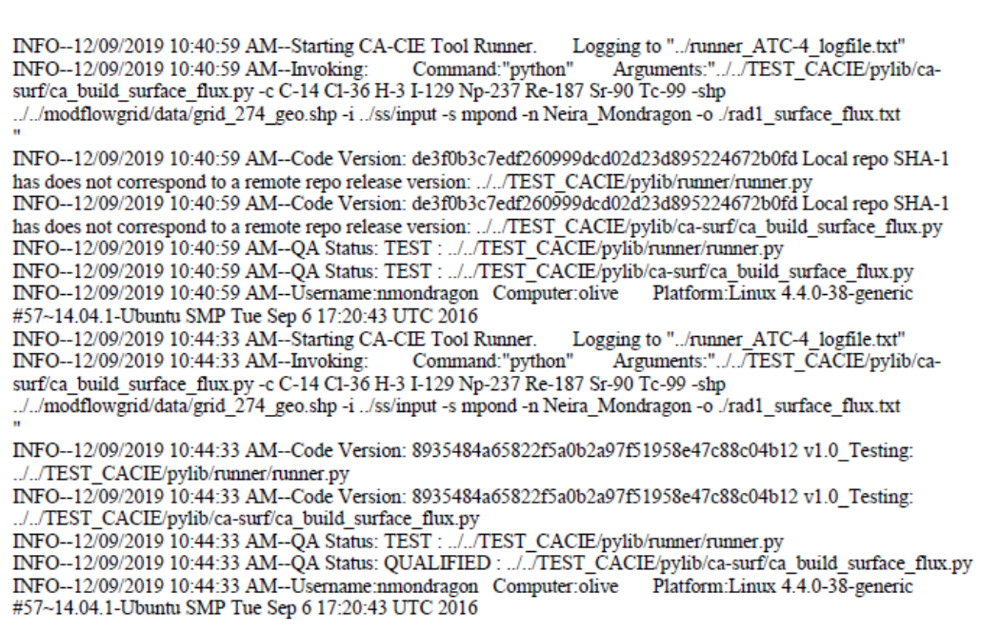 INFO--12/09/2019 10:40:59 AM--Starting CA-CIE Tool Runner. Logging to "../runner_ATC-4_logfile.txt"
INFO--12/09/2019 10:40:59 AM--Invoking: Command:"python" Arguments:"../../TEST_CACIE/pylib/ca-
surf/ca_build_surface_flux.py -c C-14 Cl-36 H-3 I-129 Np-237 Re-187 Sr-90 Tc-99 -shp
../../modflowgrid/data/grid_274_geo.shp -i ../ss/input -s mpond -n Neira_Mondragon -o ./rad1_surface_flux.txt
"
INFO--12/09/2019 10:40:59 AM--Code Version: de3f0b3c7edf260999dcd02d23d895224672b0fd Local repo SHA-1
has does not correspond to a remote repo release version: ../../TEST_CACIE/pylib/runner/runner.py
INFO--12/09/2019 10:40:59 AM--Code Version: de3f0b3c7edf260999dcd02d23d895224672b0fd Local repo SHA-1
has does not correspond to a remote repo release version: ../../TEST_CACIE/pylib/ca-surf/ca_build_surface_flux.py
INFO--12/09/2019 10:40:59 AM--QA Status: TEST : ../../TEST_CACIE/pylib/runner/runner.py
INFO--12/09/2019 10:40:59 AM--QA Status: TEST : ../../TEST_CACIE/pylib/ca-surf/ca_build_surface_flux.py
INFO--12/09/2019 10:40:59 AM--Username:nmondragon Computer:olive Platform:Linux 4.4.0-38-generic
#57~14.04.1-Ubuntu SMP Tue Sep 6 17:20:43 UTC 2016
INFO--12/09/2019 10:44:33 AM--Starting CA-CIE Tool Runner. Logging to "../runner_ATC-4_logfile.txt"
INFO--12/09/2019 10:44:33 AM--Invoking: Command:"python" Arguments:"../../TEST_CACIE/pylib/ca-
surf/ca_build_surface_flux.py -c C-14 Cl-36 H-3 I-129 Np-237 Re-187 Sr-90 Tc-99 -shp
../../modflowgrid/data/grid_274_geo.shp -i ../ss/input -s mpond -n Neira_Mondragon -o ./rad1_surface_flux.txt
"
INFO--12/09/2019 10:44:33 AM--Code Version: 8935484a65822f5a0b2a97f51958e47c88c04b12 v1.0_Testing:
../../TEST_CACIE/pylib/runner/runner.py
INFO--12/09/2019 10:44:33 AM--Code Version: 8935484a65822f5a0b2a97f51958e47c88c04b12 v1.0_Testing:
../../TEST_CACIE/pylib/ca-surf/ca_build_surface_flux.py
INFO--12/09/2019 10:44:33 AM--QA Status: TEST : ../../TEST_CACIE/pylib/runner/runner.py
INFO--12/09/2019 10:44:33 AM--QA Status: QUALIFIED : ../../TEST_CACIE/pylib/ca-surf/ca_build_surface_flux.py
INFO--12/09/2019 10:44:33 AM--Username:nmondragon Computer:olive Platform:Linux 4.4.0-38-generic
#57~14.04.1-Ubuntu SMP Tue Sep 6 17:20:43 UTC 2016